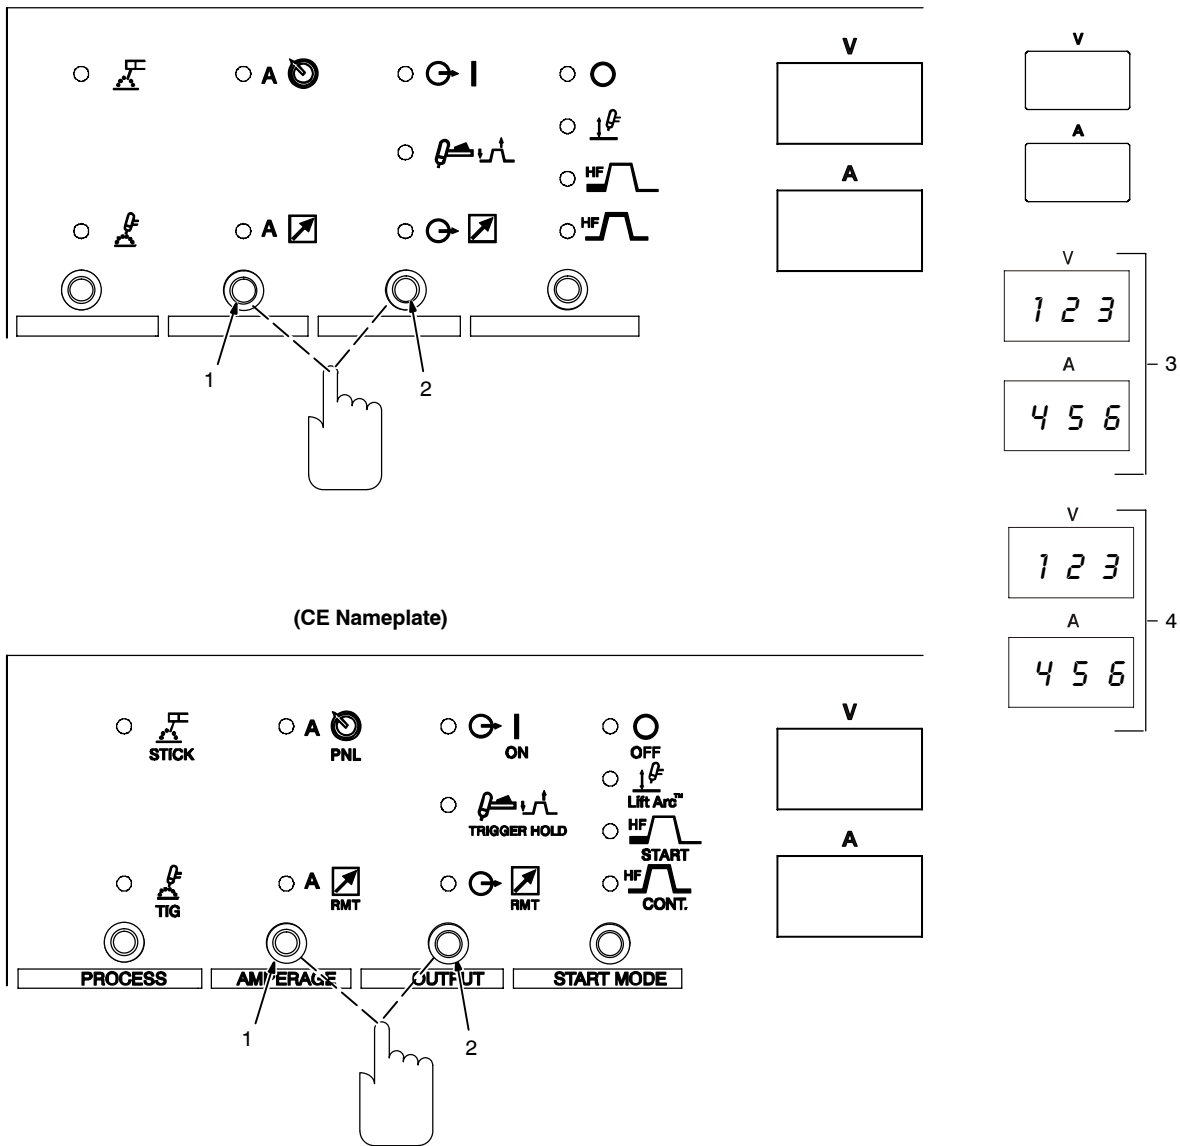 V
V
A
HF
A
A
A
HF
V
1 2 3
1
2
A
3
4 5 6
V
1 2 3
(CE Nameplate)
A
4
4 5 6
V
A
STICK
PNL
ON
OFF
Lift Arc™
TRIGGER HOLD
HF
START
A
A
HF
TIG
RMT
RMT
CONT.
PROCESS
AMPERAGE
OUTPUT
START MODE
1
2